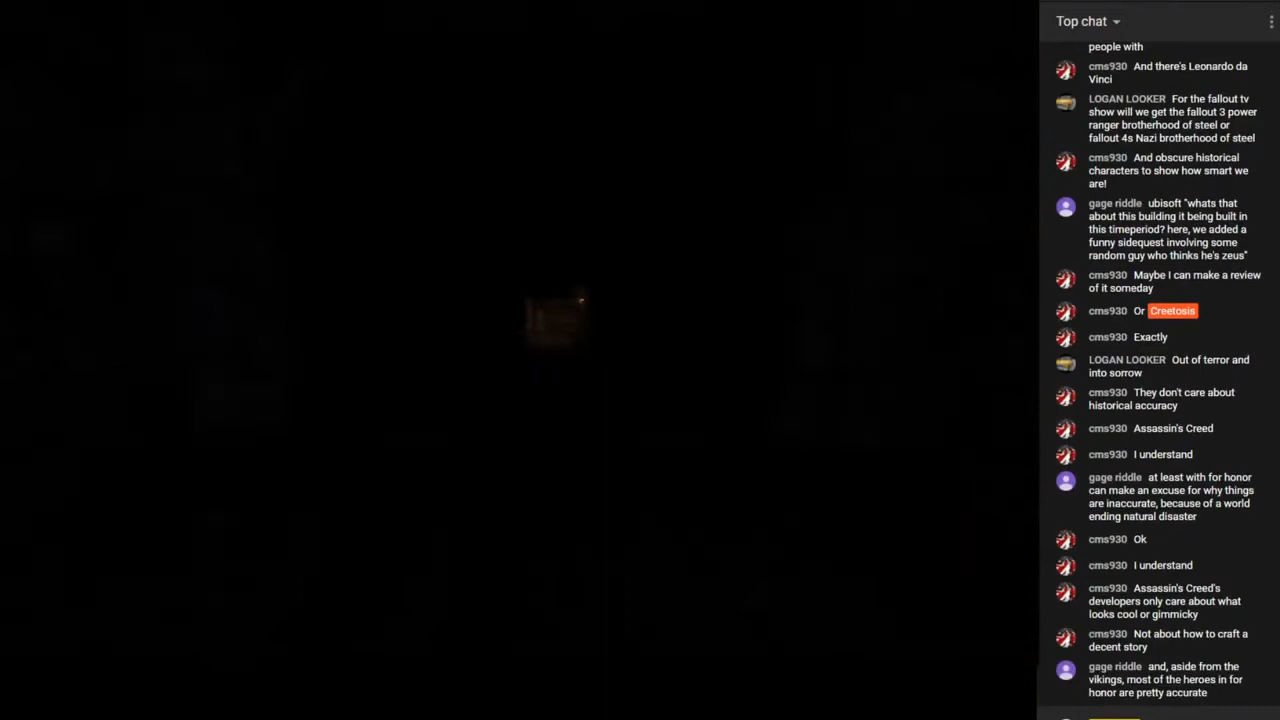 Top chat
people with
cms930 And there's Leonardo da
Vinci
LOGAN LOOKER For the fallout tv
show will we get the fallout 3 power
ranger brotherhood of steel or
fallout 4s Nazi brotherhood of steel
cms930 And obscure historical
characters to show how smart we
are!
gage riddle ubisoft "whats that
about this building it being built in
this timeperiod? here, we added a
funny sidequest involving some
random guy who thinks he's zeus"
cms930 Maybe I can make a review
of it someday
cms930 Or Creetosis
cms930 Exactly
LOGAN LOOKER Out of terror and
into sorrow
cms930 They don't care about
historical accuracy
cms930 Assassin's Creed
cms930 I understand
gage riddle at least with for honor
can make an excuse for why things
are inaccurate, because of a world
ending natural disaster
cms930 Ok
cms930 I understand
cms930 Assassin's Creed's
developers only care about what
looks cool or gimmicky
cms930 Not about how to craft a
decent story
gage riddle and, aside from the
vikings, most of the heroes in for
honor are pretty accurate